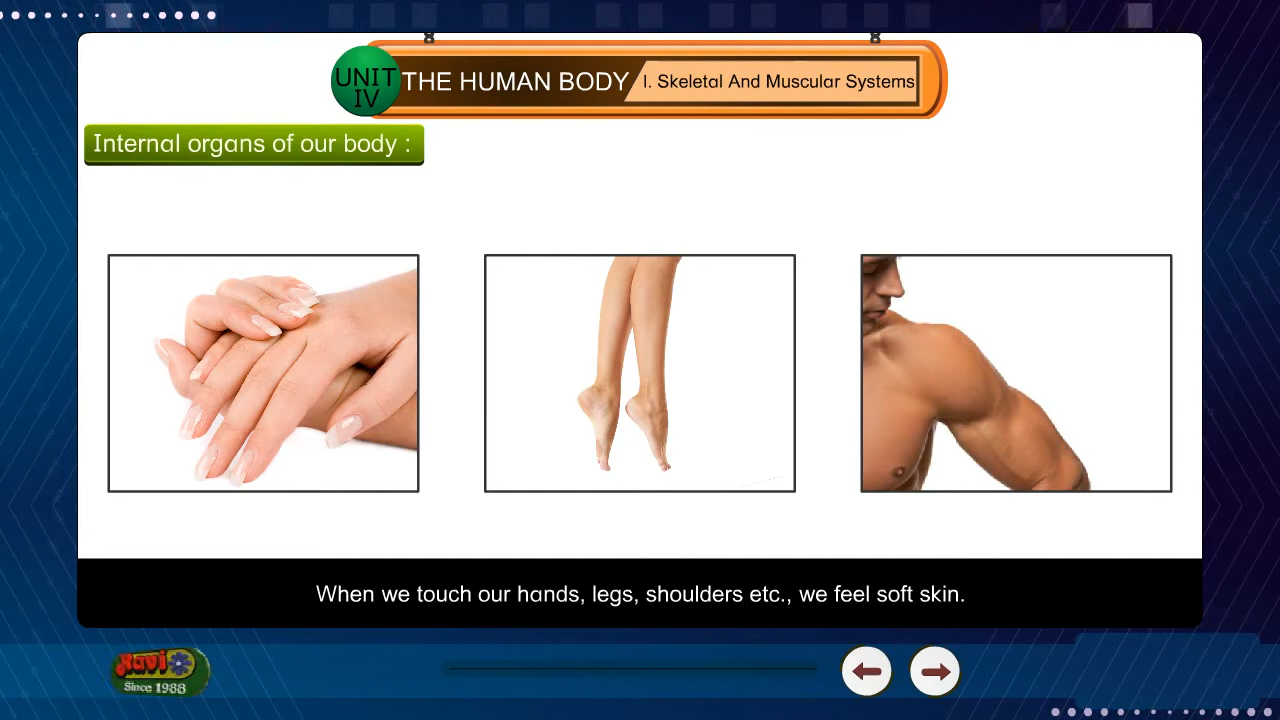 UNIT
IV
THE HUMAN BODY
I. Skeletal And Muscular Systems
Internal organs of our body :
When we touch our hands, legs, shoulders etc., we feel soft skin.
Ravi
Since 1988